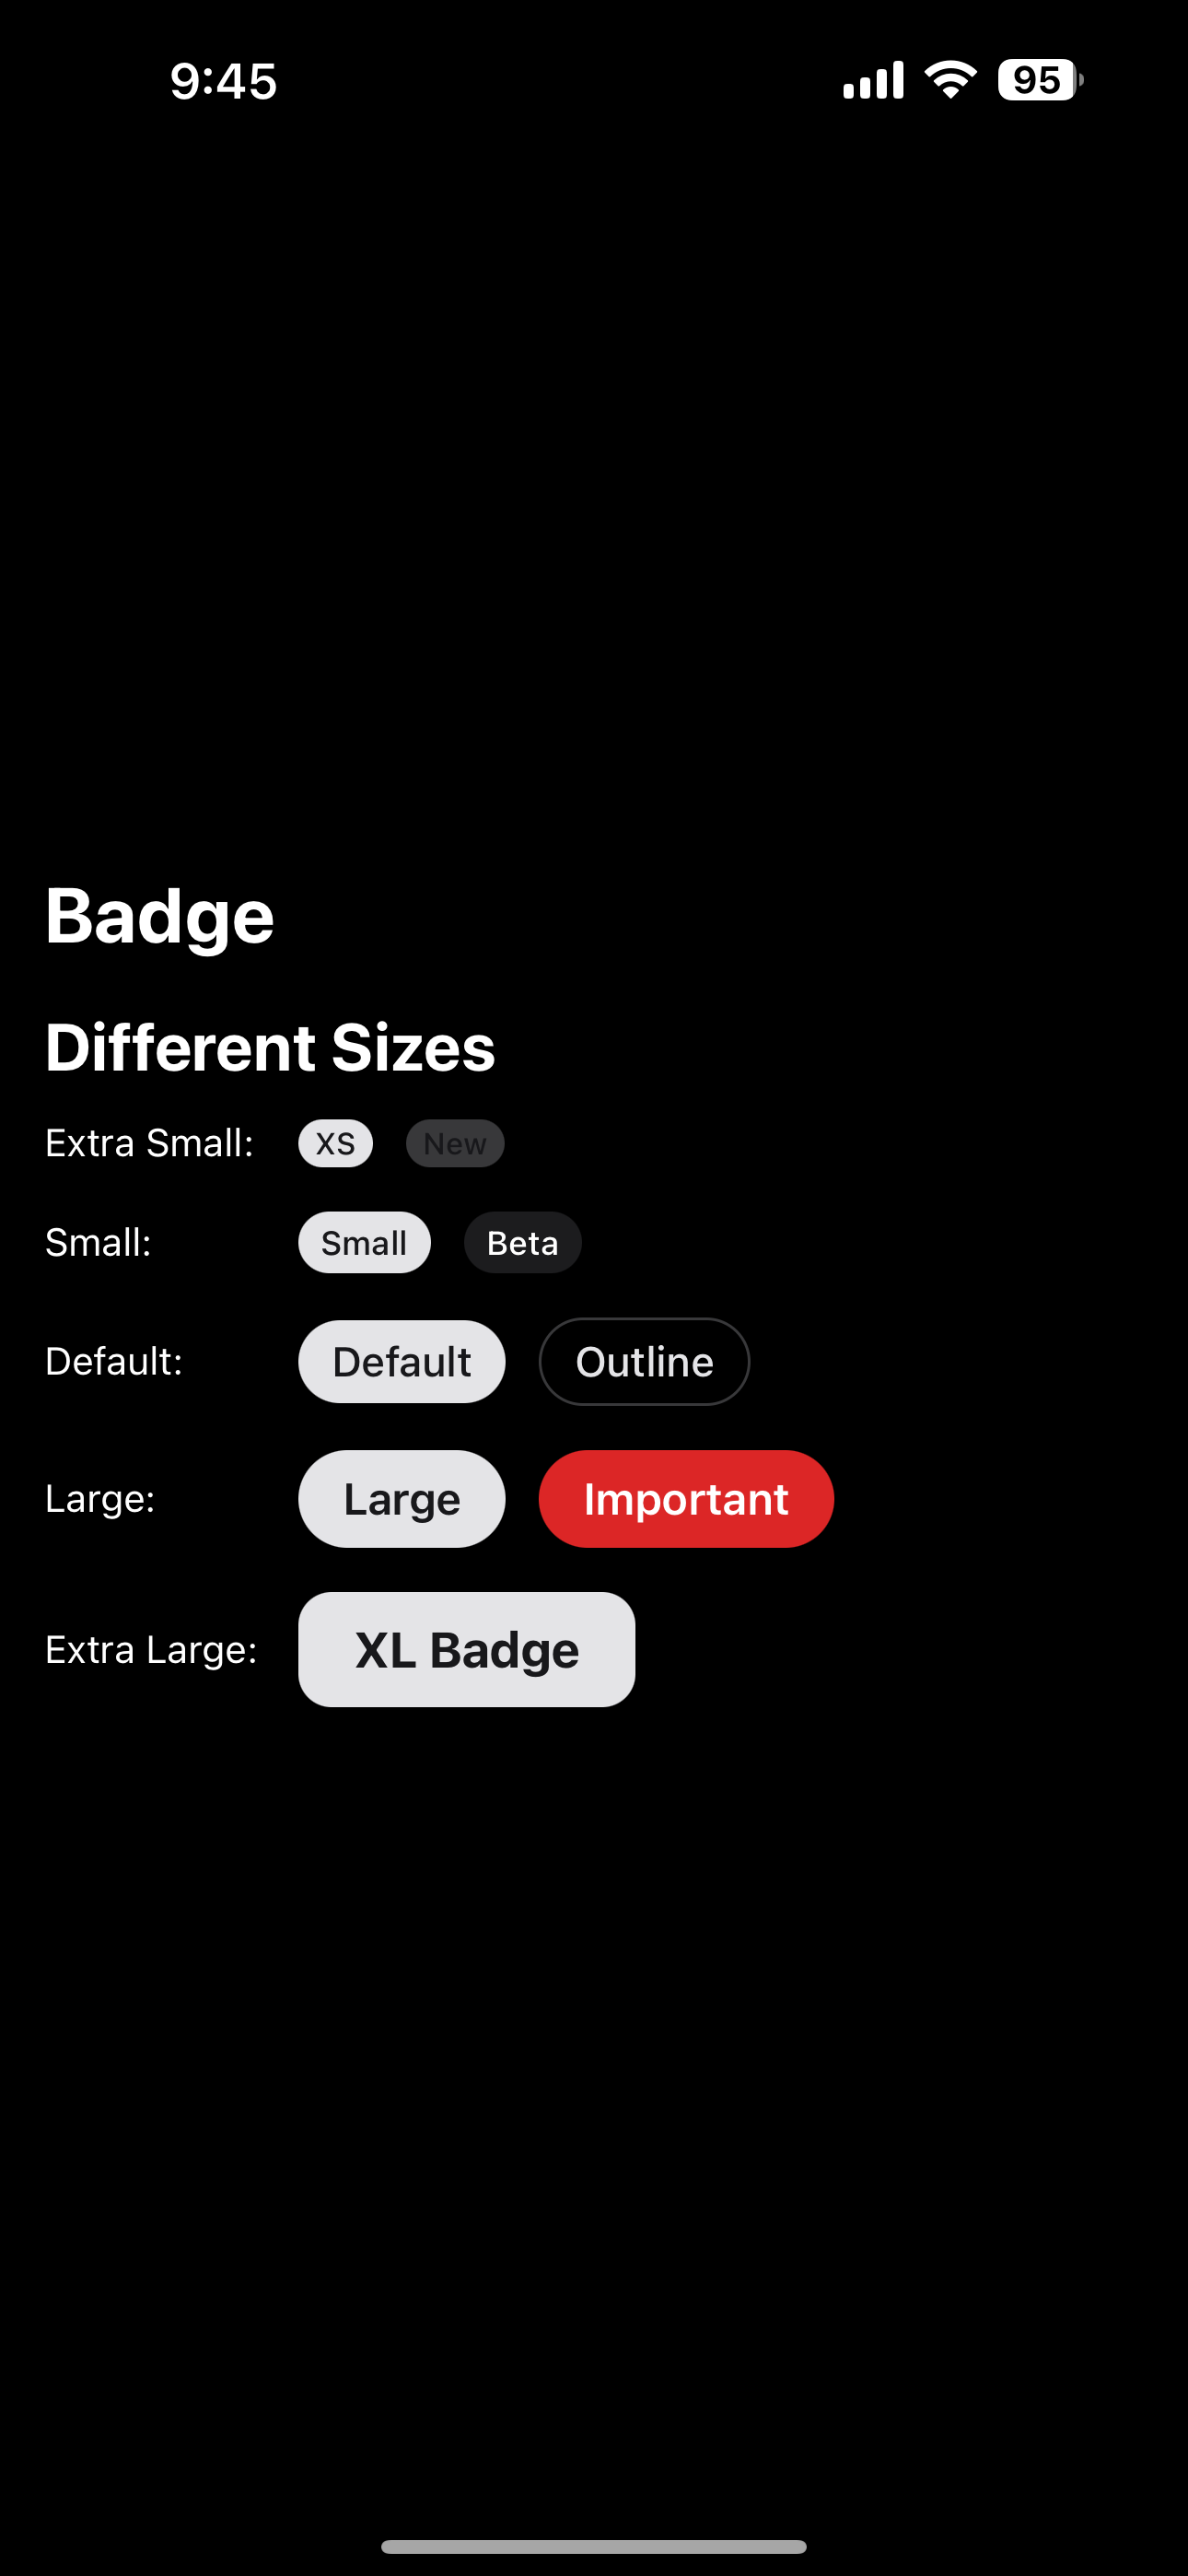 9:45 95
Badge
Different Sizes
Extra Small: XS New
Small: Small Beta
Default: Default Outline
Large: Large Important
Extra Large: XL Badge